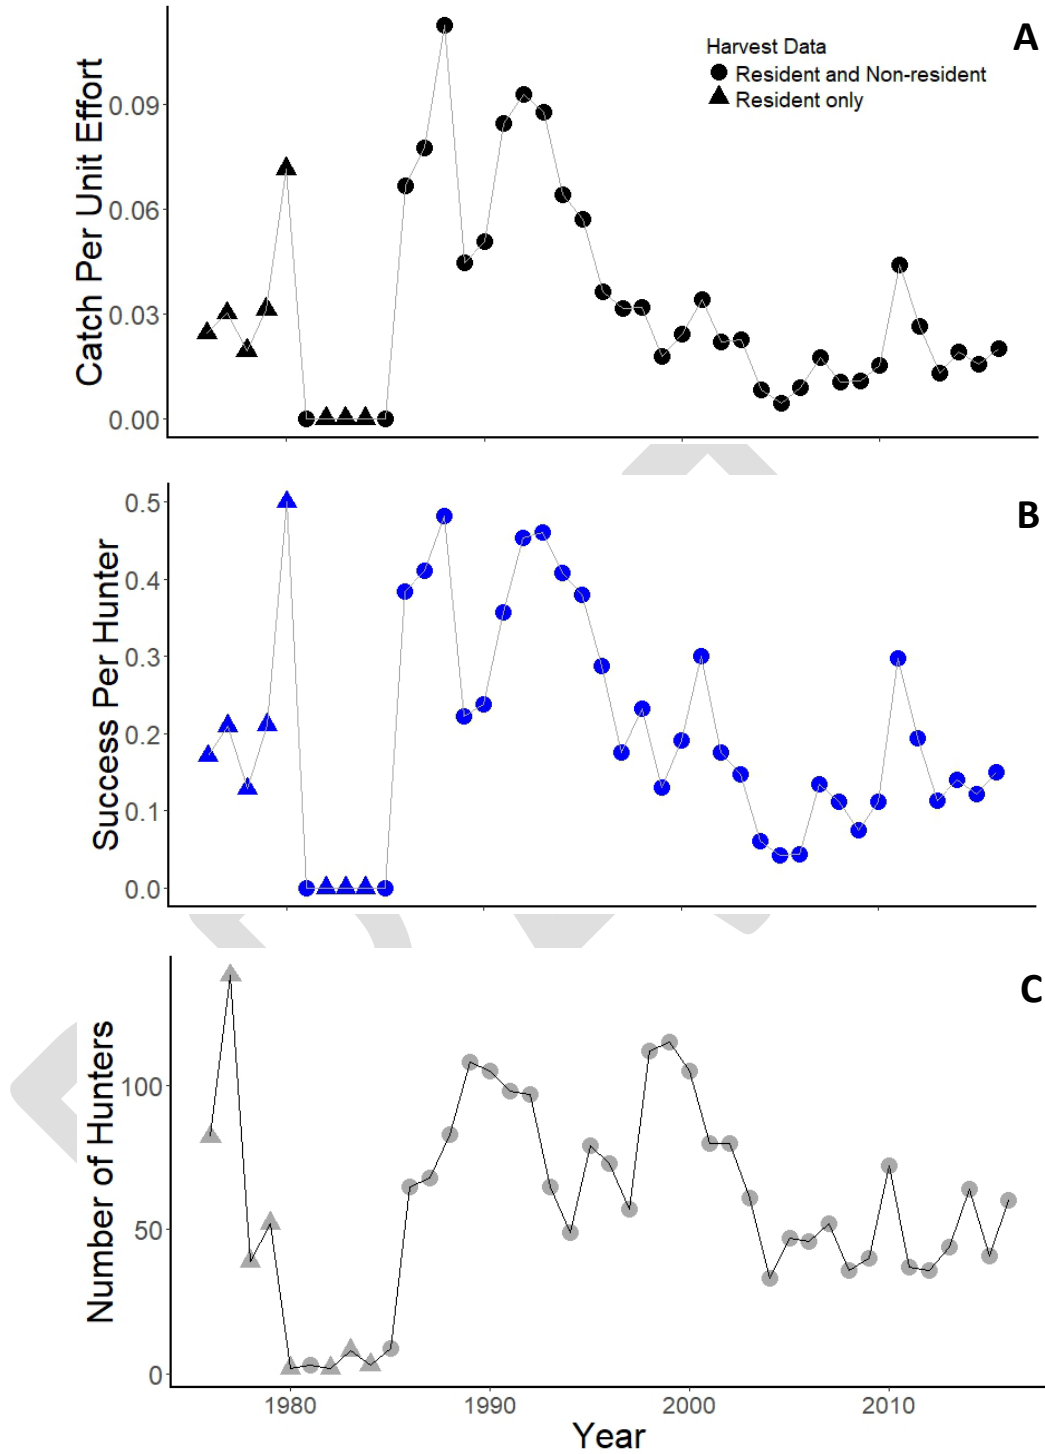 A
Harvest Data
Resident and Non-resident
Resident only
Catch Per Unit Effort
0.09
0.06
0.03
0.00
B
Success Per Hunter
0.5
0.4
0.3
0.2
0.1
0.0
C
Number of Hunters
100
50
0
1980 1990 2000 2010
Year